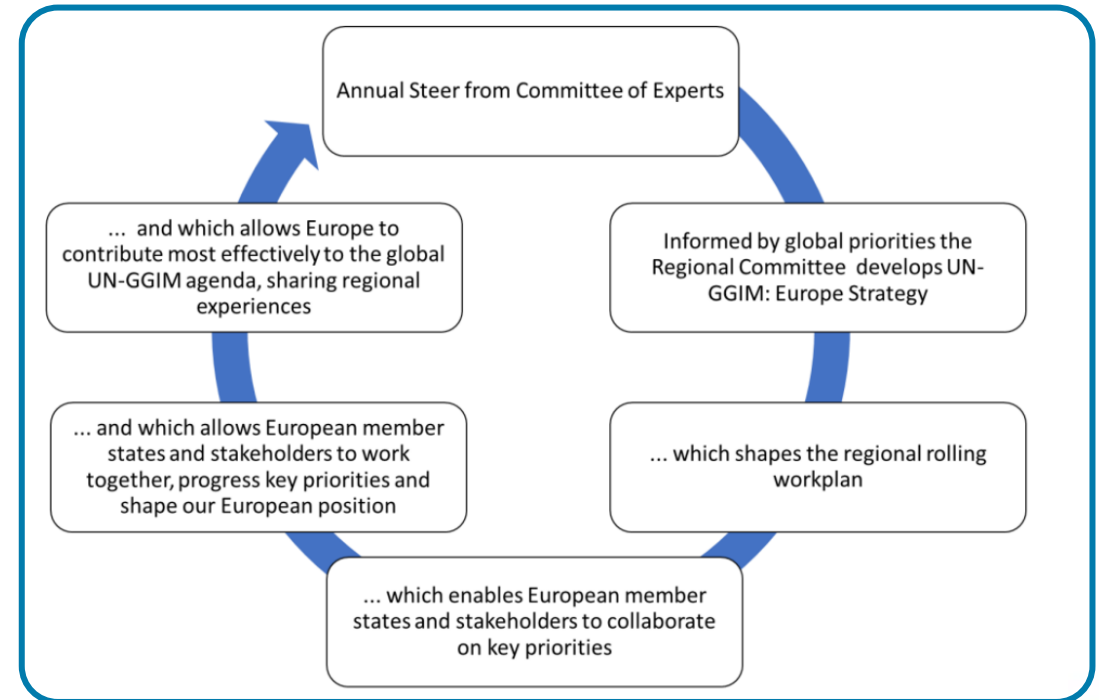 Annual Steer from Committee of Experts
Informed by global priorities the
Regional Committee develops UN-
GGIM: Europe Strategy
... which shapes the regional rolling
workplan
... which enables European member
states and stakeholders to collaborate
on key priorities
... and which allows European member
states and stakeholders to work
together, progress key priorities and
shape our European position
... and which allows Europe to
contribute most effectively to the global
UN-GGIM agenda, sharing regional
experiences